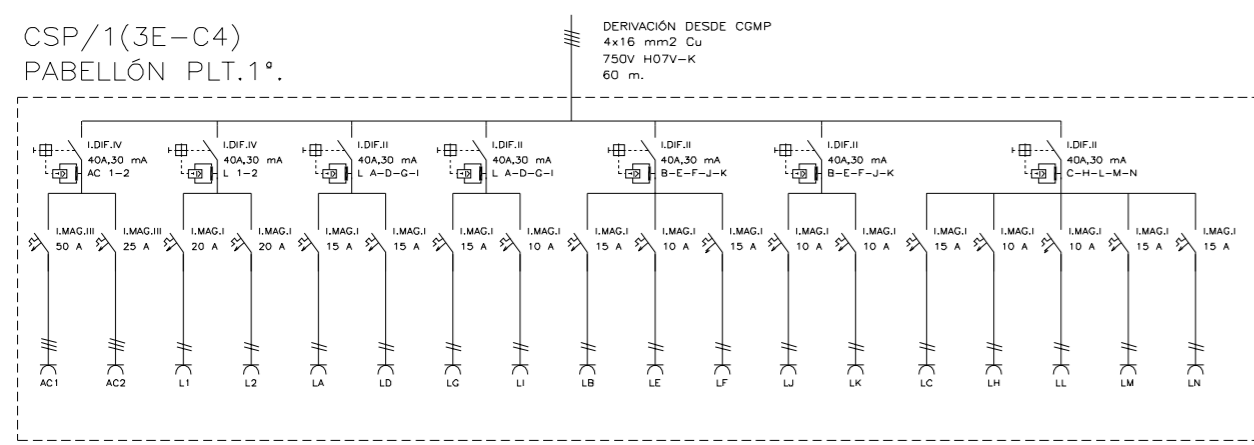 CSP/1(3E-C4)
PABELLÓN PLT.1º.
DERIVACIÓN DESDE CGMP
4x16 mm2 Cu
750V H07V-K
60 m.
I.DIF.IV
40A,30 mA
AC 1-2
I.DIF.IV
40A,30 mA
L 1-2
I.DIF.II
40A,30 mA
L A-D-G-I
I.DIF.II
40A,30 mA
L A-D-G-I
I.DIF.II
40A,30 mA
B-E-F-J-K
I.DIF.II
40A,30 mA
B-E-F-J-K
I.DIF.II
40A,30 mA
C-H-L-M-N
I.MAG.III
50 A
I.MAG.III
25 A
I.MAG.I
20 A
I.MAG.I
20 A
I.MAG.I
15 A
I.MAG.I
15 A
I.MAG.I
15 A
I.MAG.I
10 A
I.MAG.I
15 A
I.MAG.I
10 A
I.MAG.I
15 A
I.MAG.I
10 A
I.MAG.I
10 A
I.MAG.I
15 A
I.MAG.I
10 A
I.MAG.I
10 A
I.MAG.I
15 A
I.MAG.I
15 A
AC1
AC2
L1
L2
LA
LD
LG
LI
LB
LE
LF
LJ
LK
LC
LH
LL
LM
LN